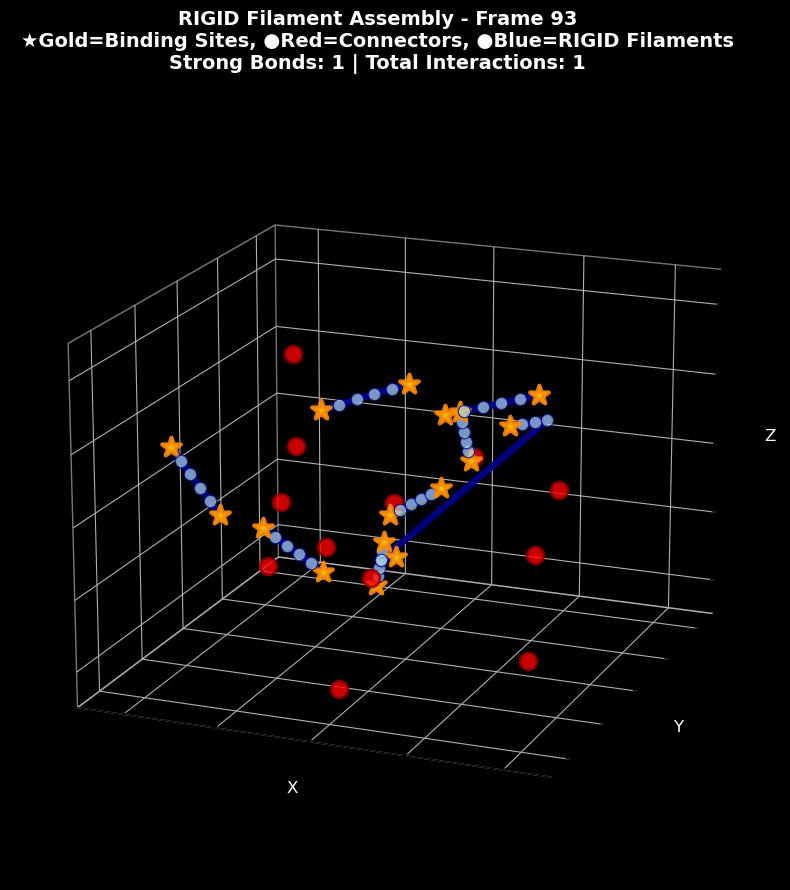 RIGID Filament Assembly - Frame 93
★Gold=Binding Sites, ●Red=Connectors, ●Blue=RIGID Filaments
Strong Bonds: 1 | Total Interactions: 1
Z
Y
X